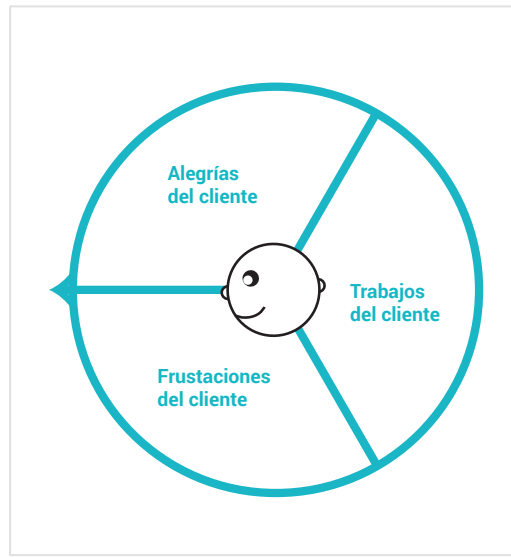 Alegrías
del cliente
Trabajos
del cliente
Frustaciones
del cliente